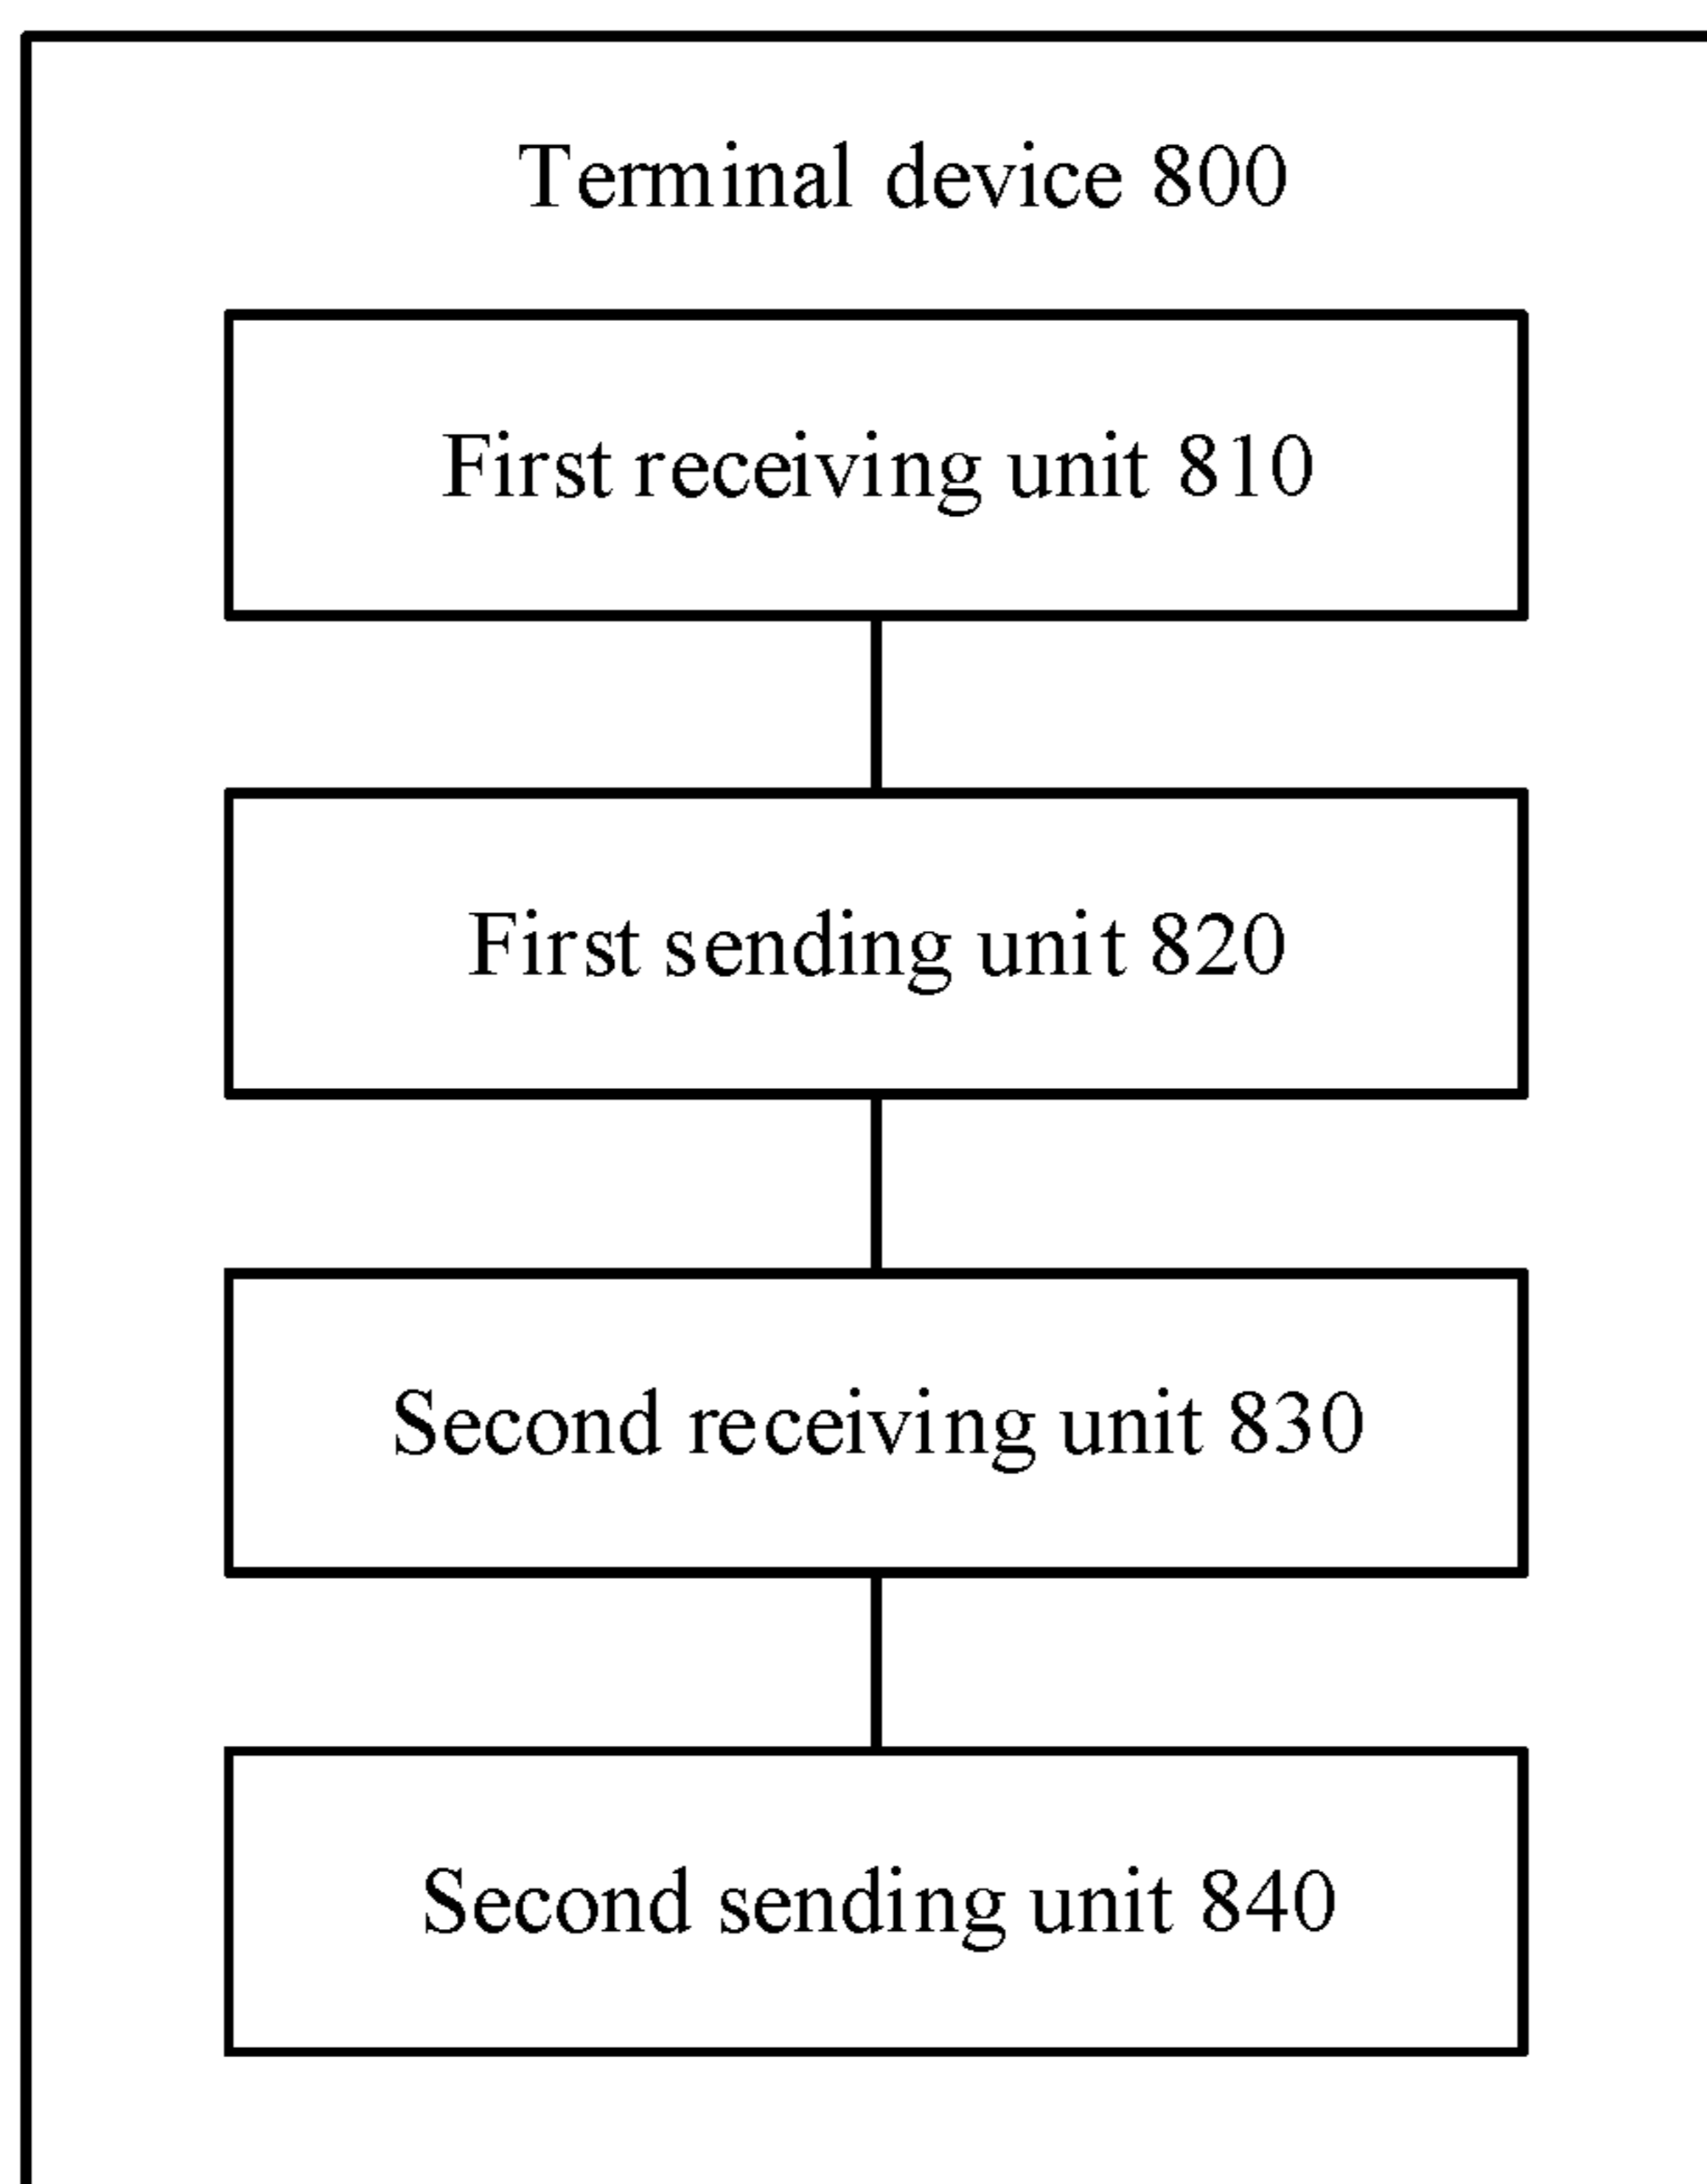 Terminal device 800
First receiving unit 810
First sending unit 820
Second receiving unit 830
Second sending unit 840